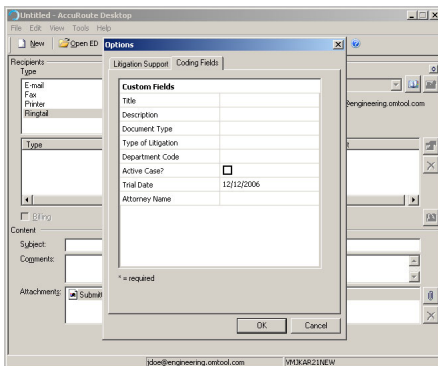 Untitled - AccuRoute Desktop
File Edit View Tools Help
New Open ED
Options
Recipients
Type
E-mail
Fax
Printer
Ringtail
@engineering.omtool.com
Type
Billing
Content
Subject:
Comments:
Attachments:
Submitt
Litigation Support Coding Fields
Custom Fields
Title
Description
Document Type
Type of Litigation
Department Code
Active Case?
Trial Date 12/12/2006
Attorney Name
* = required
OK Cancel
jdoe@engineering.omtool.com VMJKAR21NEW